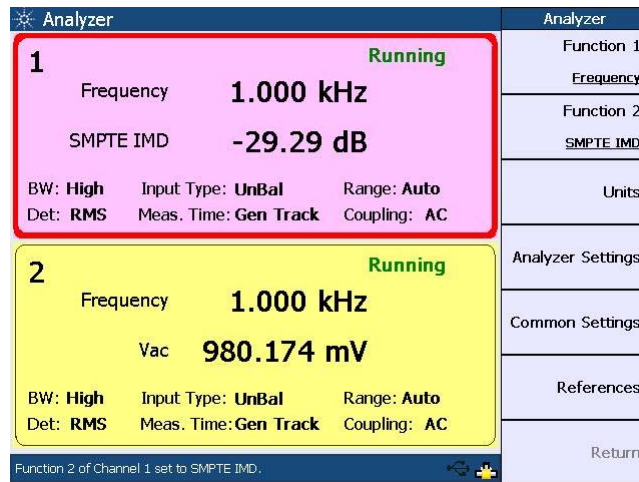 Analyzer
1
Running
Frequency 1.000 kHz
SMPTE IMD -29.29 dB
BW: High Input Type: UnBal Range: Auto
Det: RMS Meas. Time: Gen Track Coupling: AC
2
Running
Frequency 1.000 kHz
Vac 980.174 mV
BW: High Input Type: UnBal Range: Auto
Det: RMS Meas. Time: Gen Track Coupling: AC
Function 2 of Channel 1 set to SMPTE IMD.
Analyzer
Function 1
Frequency
Function 2
SMPTE IMD
Units
Analyzer Settings
Common Settings
References
Return